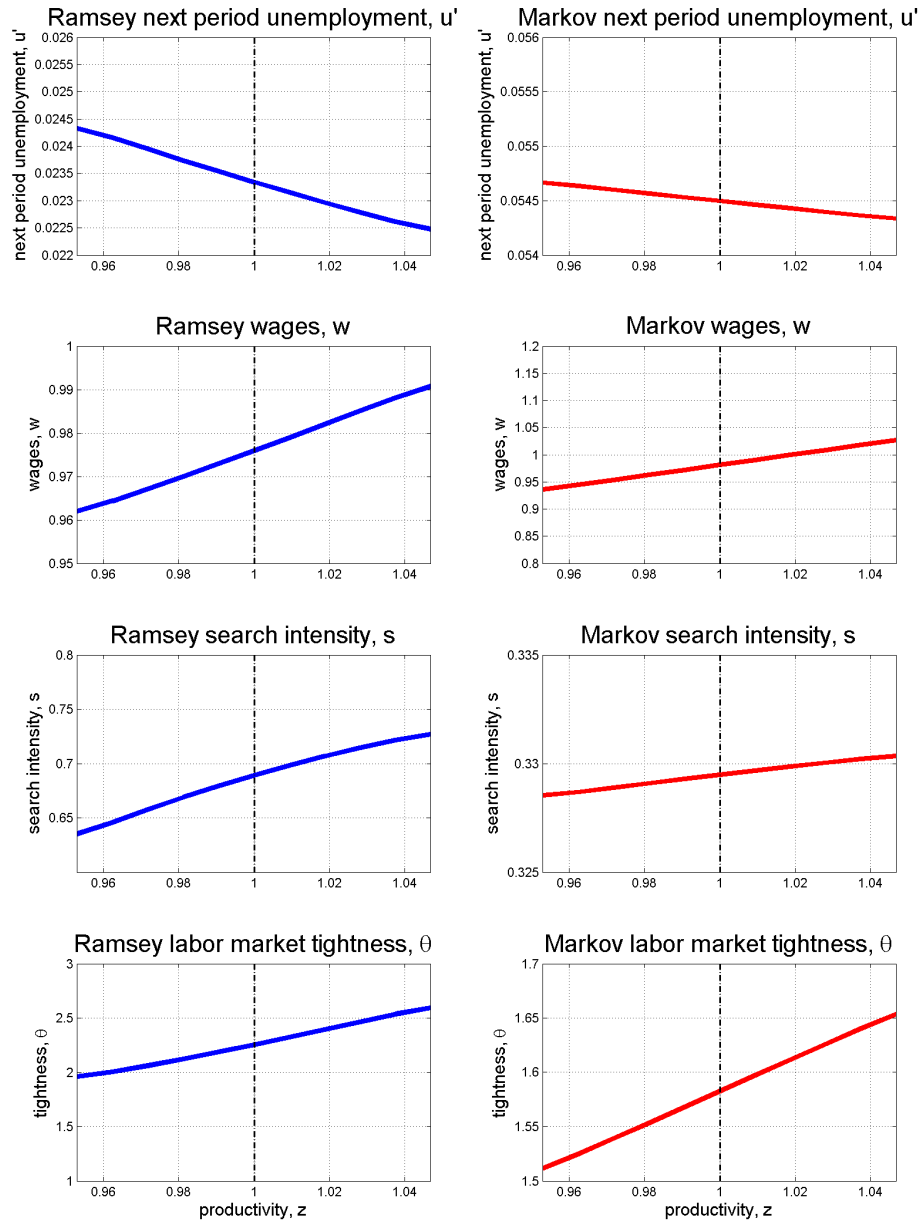 Ramsey next period unemployment, u'
next period unemployment, u'
0.026
0.0255
0.025
0.0245
0.024
0.0235
0.023
0.0225
0.022
0.96 0.98 1 1.02 1.04
Markov next period unemployment, u'
next period unemployment, u'
0.056
0.0555
0.055
0.0545
0.054
0.96 0.98 1 1.02 1.04
Ramsey wages, w
wages, w
1
0.99
0.98
0.97
0.96
0.95
0.96 0.98 1 1.02 1.04
Markov wages, w
wages, w
1.2
1.15
1.1
1.05
1
0.95
0.9
0.85
0.8
0.96 0.98 1 1.02 1.04
Ramsey search intensity, s
search intensity, s
0.8
0.75
0.7
0.65
0.96 0.98 1 1.02 1.04
Markov search intensity, s
search intensity, s
0.335
0.33
0.325
0.96 0.98 1 1.02 1.04
Ramsey labor market tightness, θ
tightness, θ
3
2.5
2
1.5
1
0.96 0.98 1 1.02 1.04
productivity, z
Markov labor market tightness, θ
tightness, θ
1.7
1.65
1.6
1.55
1.5
0.96 0.98 1 1.02 1.04
productivity, z